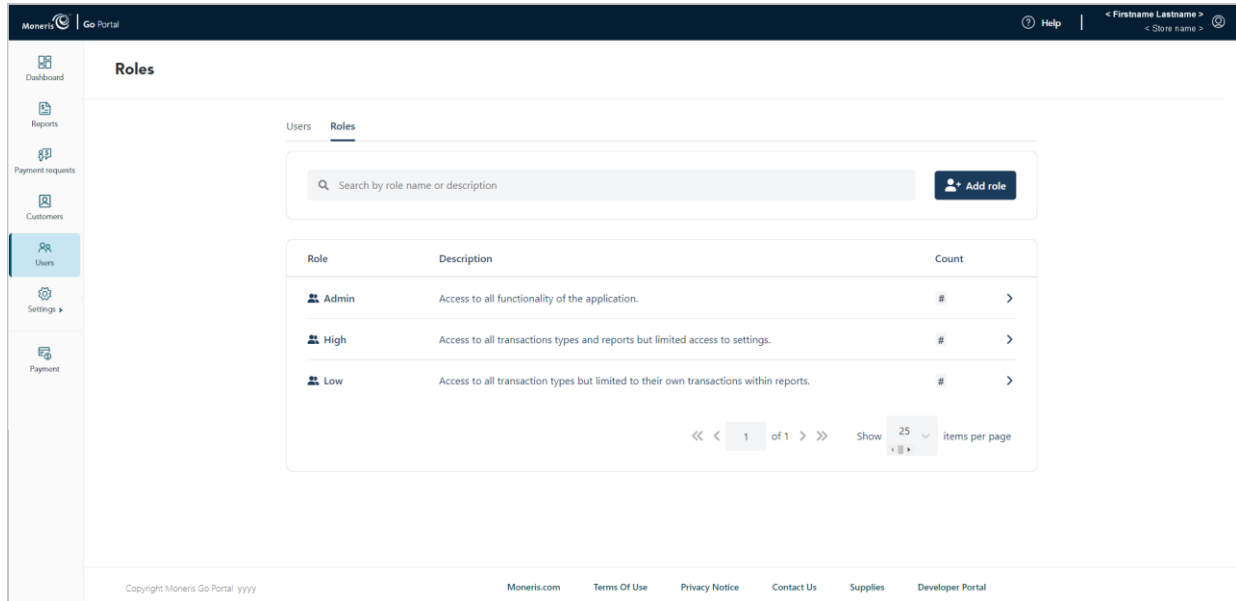 Moneris Go Portal
Help
< Firstname Lastname >
< Store name >
Dashboard
Reports
Payment requests
Customers
Users
Settings
Payment
Roles
Users Roles
Search by role name or description
Add role
Role Description Count
Admin Access to all functionality of the application. #
High Access to all transactions types and reports but limited access to settings. #
Low Access to all transaction types but limited to their own transactions within reports. #
1 of 1 Show 25 items per page
Copyright Moneris Go Portal yyyy
Moneris.com Terms Of Use Privacy Notice Contact Us Supplies Developer Portal